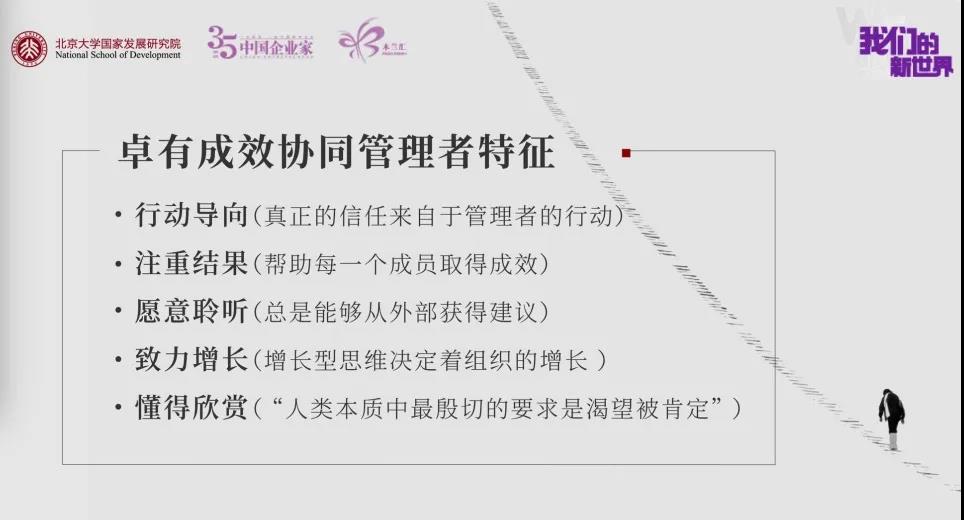 北京大学国家发展研究院
National School of Development
35
中国企业家
木兰汇
我们的
新世界
卓有成效协同管理者特征
• 行动导向(真正的信任来自于管理者的行动)
• 注重结果(帮助每一个成员取得成效)
• 愿意聆听(总是能够从外部获得建议)
• 致力增长(增长型思维决定着组织的增长 )
• 懂得欣赏(“人类本质中最殷切的要求是渴望被肯定”)